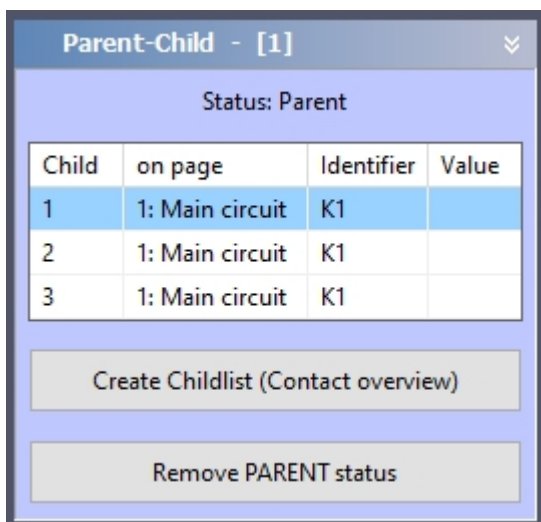 Parent-Child - [1]
Status: Parent
Child on page Identifier Value
1 1: Main circuit K1
2 1: Main circuit K1
3 1: Main circuit K1
Create Childlist (Contact overview)
Remove PARENT status